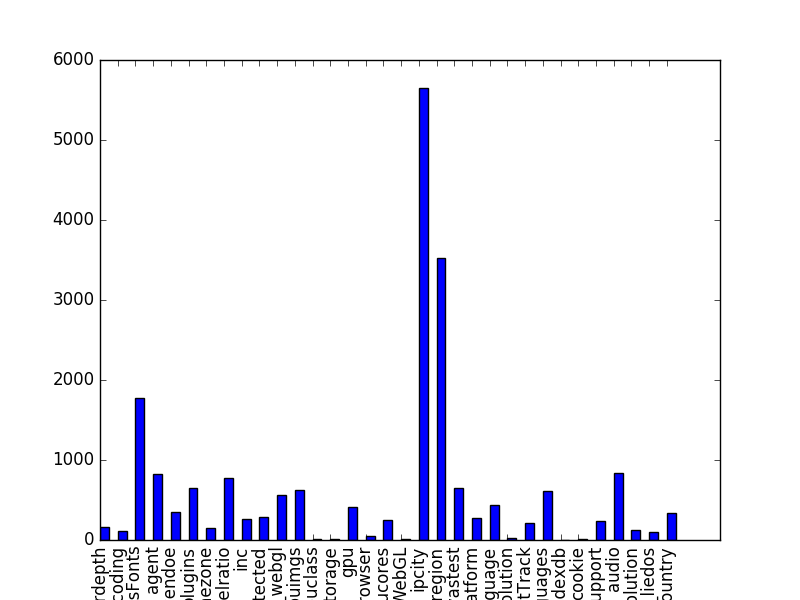 6000
5000
4000
3000
2000
1000
0
rdepth
coding
sFonts
agent
endoe
plugins
ezone
elratio
inc
tected
webgl
uimgs
uclass
torage
gpu
rowser
ucores
WebGL
ipcity
region
rastest
atform
guage
olution
tTrack
uages
dexdb
cookie
upport
audio
olution
liedos
ountry